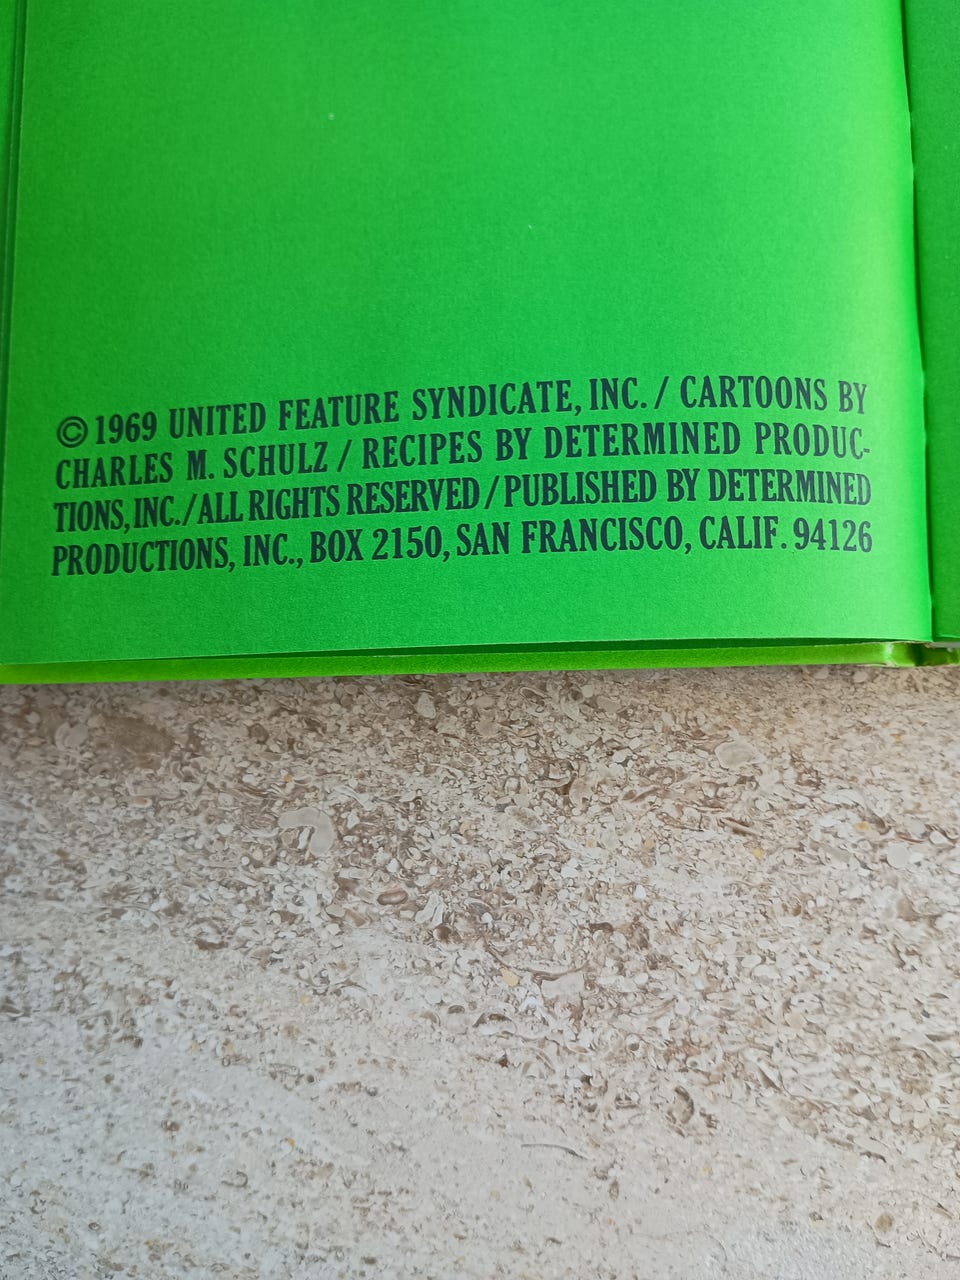 © 1969 UNITED FEATURE SYNDICATE, INC. / CARTOONS BY
CHARLES M. SCHULZ / RECIPES BY DETERMINED PRODUC-
TIONS, INC. / ALL RIGHTS RESERVED / PUBLISHED BY DETERMINED
PRODUCTIONS, INC., BOX 2150, SAN FRANCISCO, CALIF. 94126